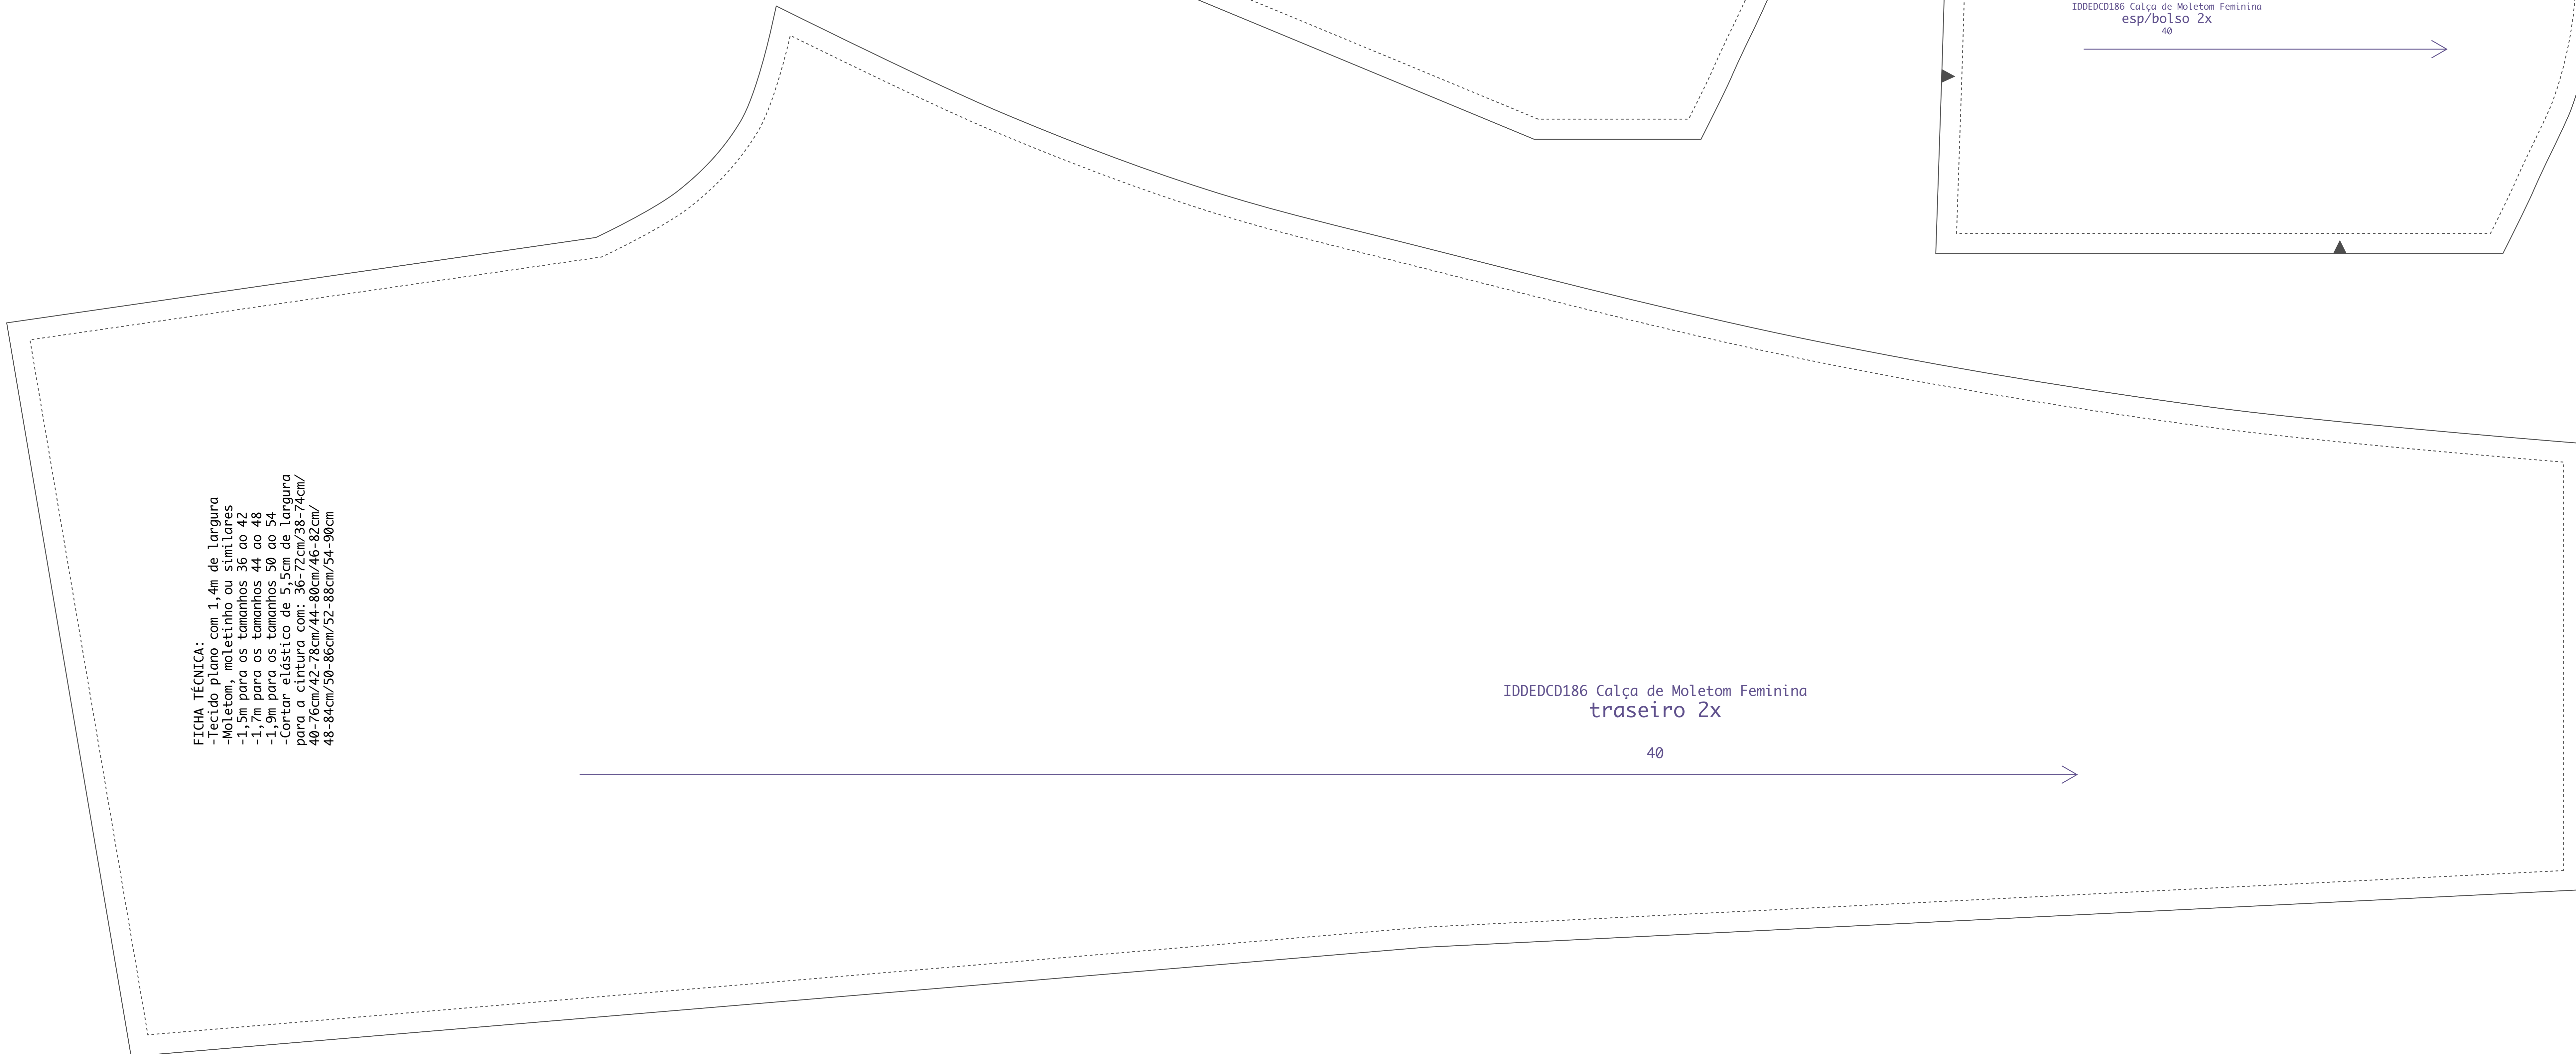 IDDEDCD186 Calça de Moletom Feminina
esp/bolso 2x
40
FICHA TÉCNICA:
-Tecido plano com 1,4m de largura
-Moletom, moletinho ou similares
-1,5m para os tamanhos 36 ao 42
-1,7m para os tamanhos 44 ao 48
-1,9m para os tamanhos 50 ao 54
-Cortar elástico de 5,5cm de largura
para a cintura com: 36-72cm/38-74cm/
40-76cm/42-78cm/44-80cm/46-82cm/
48-84cm/50-86cm/52-88cm/54-90cm
IDDEDCD186 Calça de Moletom Feminina
traseiro 2x
40